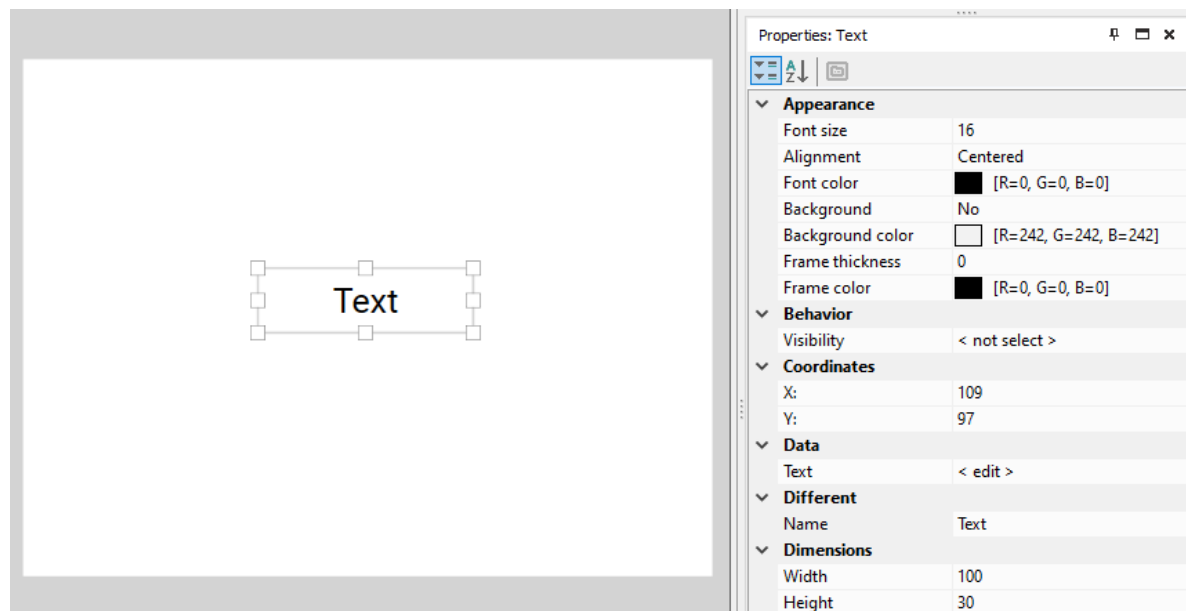 Text
Properties: Text
A
Z
Appearance
Font size 16
Alignment Centered
Font color [R=0, G=0, B=0]
Background No
Background color [R=242, G=242, B=242]
Frame thickness 0
Frame color [R=0, G=0, B=0]
Behavior
Visibility < not select >
Coordinates
X: 109
Y: 97
Data
Text < edit >
Different
Name Text
Dimensions
Width 100
Height 30